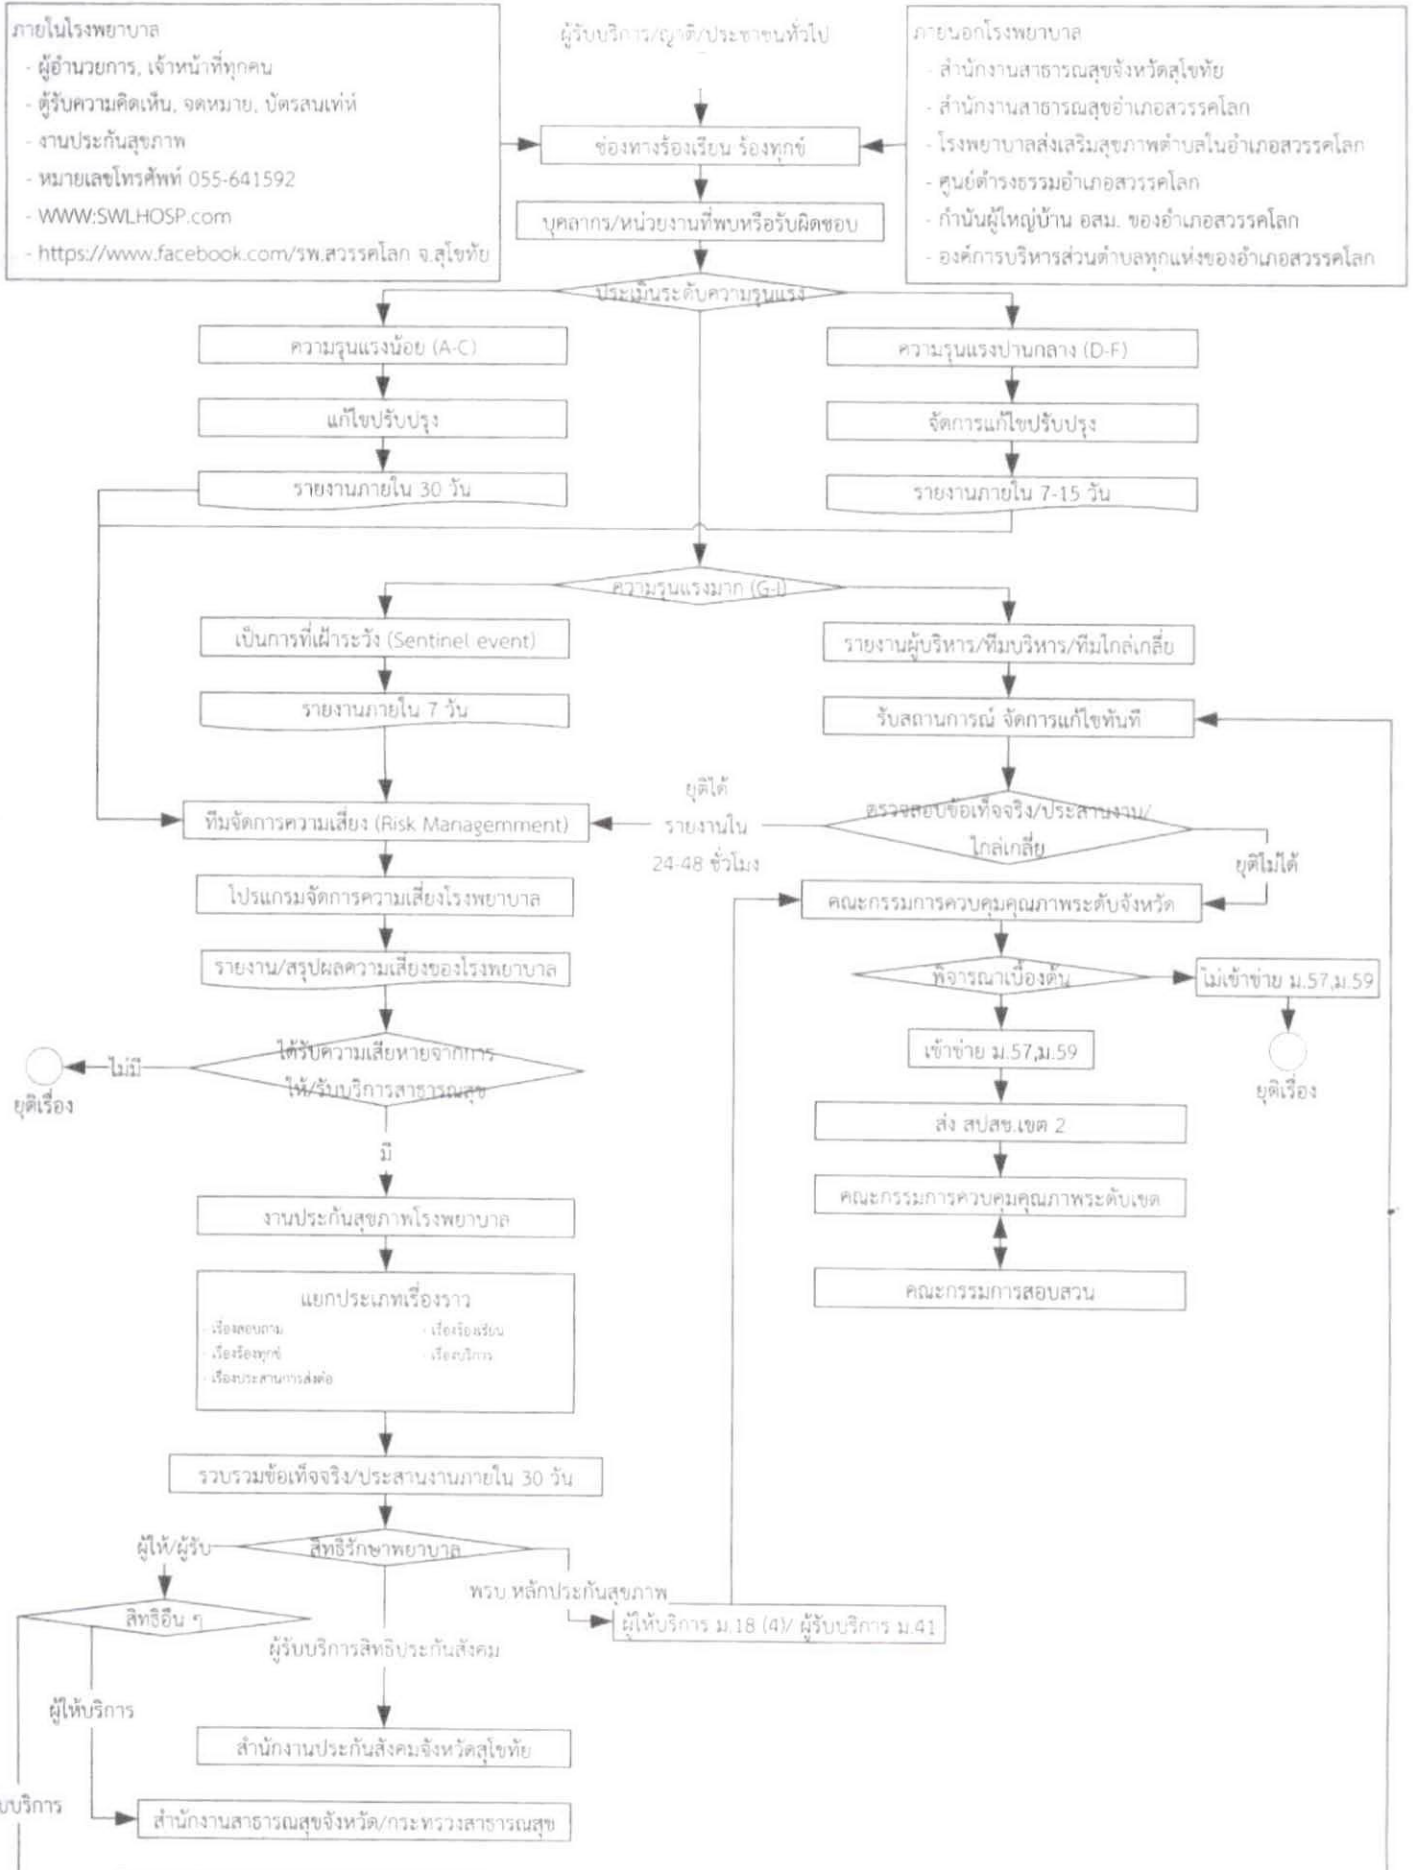 ภายในโรงพยาบาล
- ผู้อำนวยการ, เจ้าหน้าที่ทุกคน
- ตู้รับความคิดเห็น, จดหมาย, บัตรสนเท่ห์
- งานประกันสุขภาพ
- หมายเลขโทรศัพท์ 055-641592
- WWW:SWLHOSP.com
- https://www.facebook.com/รพ.สวรรคโลก จ.สุโขทัย
ผู้รับบริการ/ญาติ/ประชาชนทั่วไป
ภายนอกโรงพยาบาล
- สำนักงานสาธารณสุขจังหวัดสุโขทัย
- สำนักงานสาธารณสุขอำเภอสวรรคโลก
- โรงพยาบาลส่งเสริมสุขภาพตำบลในอำเภอสวรรคโลก
- ศูนย์ดำรงธรรมอำเภอสวรรคโลก
- กำนันผู้ใหญ่บ้าน อสม. ของอำเภอสวรรคโลก
- องค์การบริหารส่วนตำบลทุกแห่งของอำเภอสวรรคโลก
ช่องทางร้องเรียน ร้องทุกข์
บุคลากร/หน่วยงานที่พบหรือรับผิดชอบ
ประเมินระดับความรุนแรง
ความรุนแรงน้อย (A-C)
ความรุนแรงปานกลาง (D-F)
แก้ไขปรับปรุง
จัดการแก้ไขปรับปรุง
รายงานภายใน 30 วัน
รายงานภายใน 7-15 วัน
ความรุนแรงมาก (G-I)
เป็นการที่เฝ้าระวัง (Sentinel event)
รายงานผู้บริหาร/ทีมบริหาร/ทีมไกล่เกลี่ย
รายงานภายใน 7 วัน
รับสถานการณ์ จัดการแก้ไขทันที
ทีมจัดการความเสี่ยง (Risk Managemment)
ยุติได้
รายงานใน
24-48 ชั่วโมง
ตรวจสอบข้อเท็จจริง/ประสานงาน/
ไกล่เกลี่ย
ยุติไม่ได้
โปรแกรมจัดการความเสี่ยงโรงพยาบาล
คณะกรรมการควบคุมคุณภาพระดับจังหวัด
รายงาน/สรุปผลความเสี่ยงของโรงพยาบาล
พิจารณาเบื้องต้น
ไม่เข้าข่าย ม.57,ม.59
ได้รับความเสียหายจากการ
ให้/รับบริการสาธารณสุข
ไม่มี
ยุติเรื่อง
เข้าข่าย ม.57,ม.59
ยุติเรื่อง
มี
ส่ง สปสช.เขต 2
งานประกันสุขภาพโรงพยาบาล
คณะกรรมการควบคุมคุณภาพระดับเขต
คณะกรรมการสอบสวน
แยกประเภทเรื่องราว
- เรื่องสอบถาม
- เรื่องร้องเรียน
- เรื่องร้องทุกข์
- เรื่องบริการ
- เรื่องประสานการส่งต่อ
รวบรวมข้อเท็จจริง/ประสานงานภายใน 30 วัน
ผู้ให้/ผู้รับ
สิทธิรักษาพยาบาล
พรบ.หลักประกันสุขภาพ
สิทธิอื่น ๆ
ผู้ให้บริการ ม.18 (4)/ ผู้รับบริการ ม.41
ผู้รับบริการสิทธิประกันสังคม
ผู้ให้บริการ
สำนักงานประกันสังคมจังหวัดสุโขทัย
บบริการ
สำนักงานสาธารณสุขจังหวัด/กระทรวงสาธารณสุข